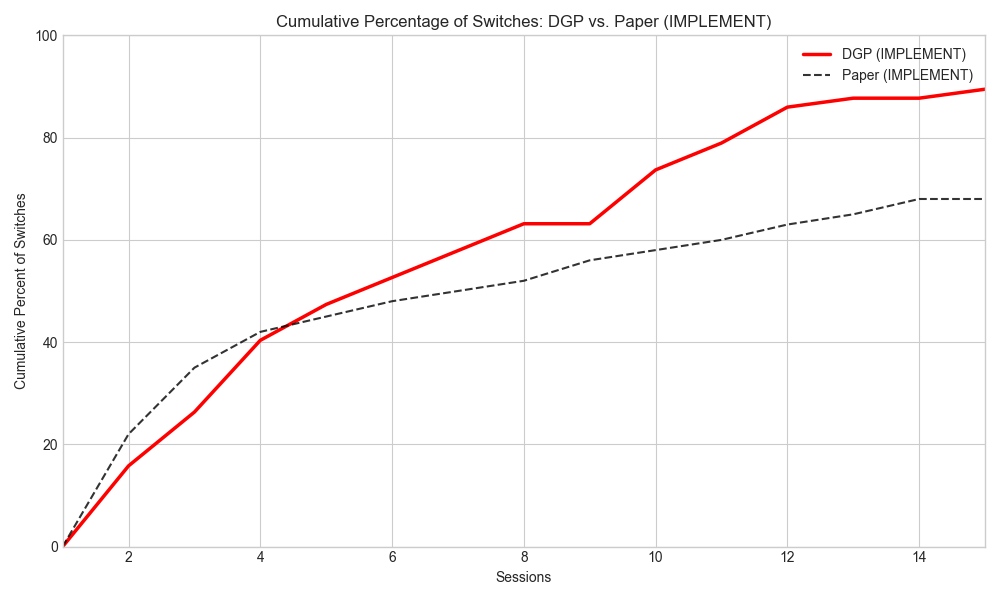 Cumulative Percentage of Switches: DGP vs. Paper (IMPLEMENT)
DGP (IMPLEMENT)
Paper (IMPLEMENT)
Cumulative Percent of Switches
100
80
60
40
20
0
2 4 6 8 10 12 14
Sessions